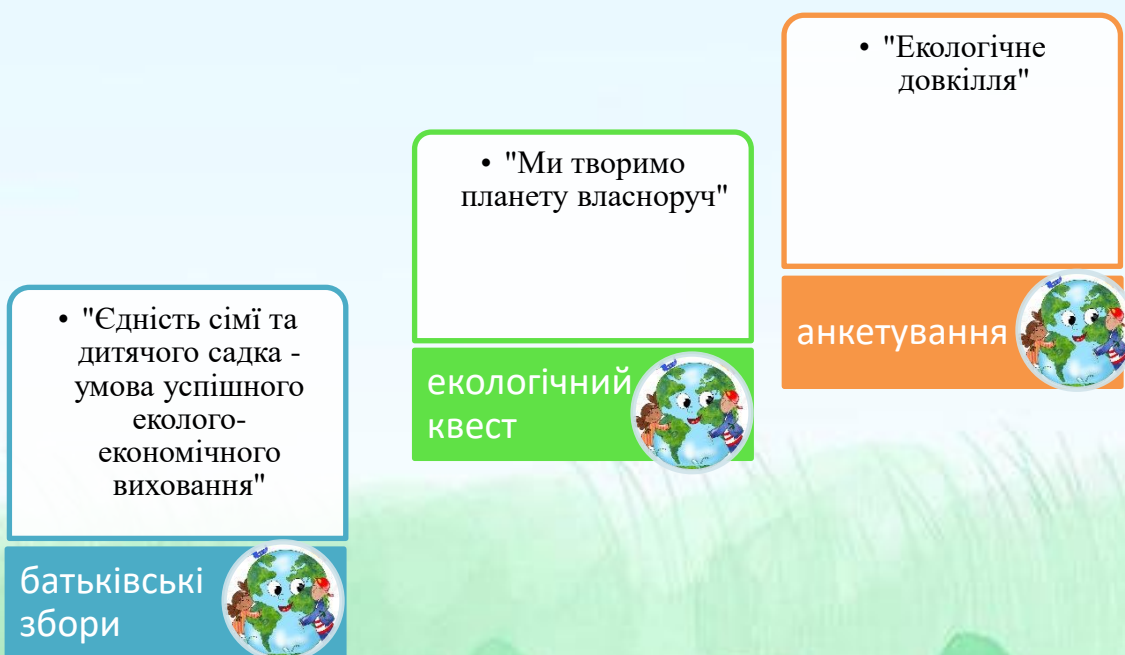 • "Єдність сімї та
дитячого садка -
умова успішного
еколого-
економічного
виховання"
батьківські
збори
• "Ми творимо
планету власноруч"
екологічний
квест
• "Екологічне
довкілля"
анкетування